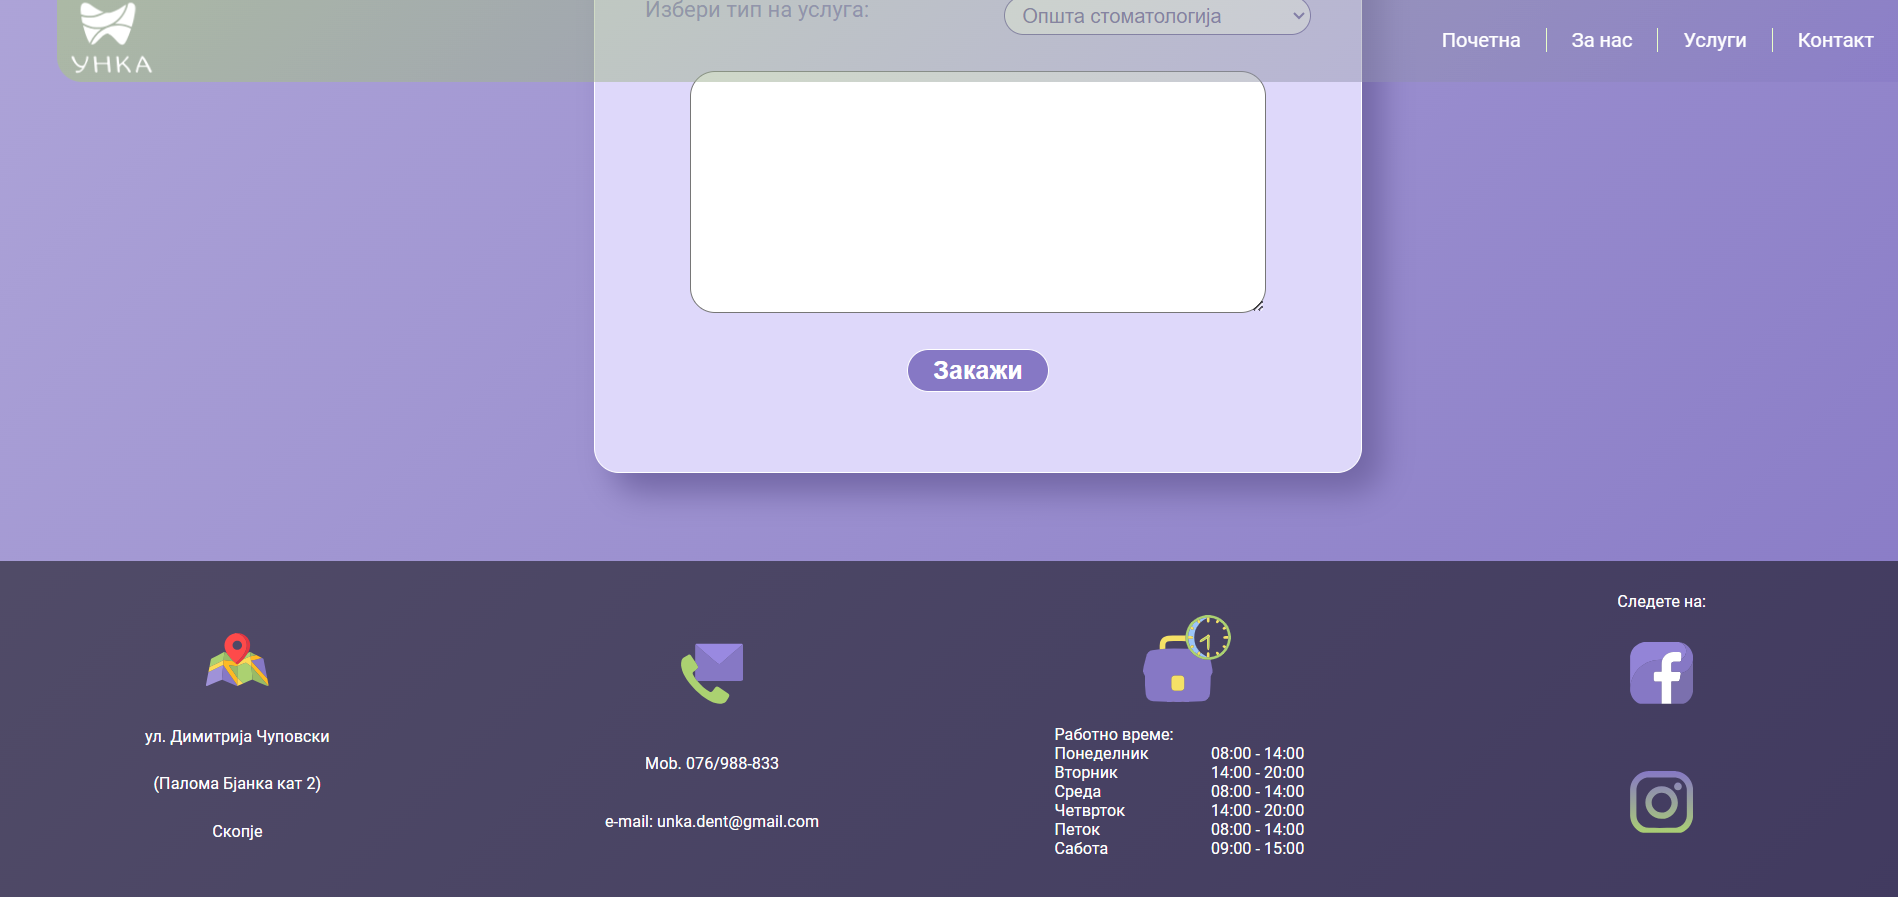 УНКА
Избери тип на услуга:
Општа стоматологија
Почетна
За нас
Услуги
Контакт
Закажи
ул. Димитрија Чуповски
(Палома Бјанка кат 2)
Скопје
Mob. 076/988-833
e-mail: unka.dent@gmail.com
Работно време:
Понеделник 08:00 - 14:00
Вторник 14:00 - 20:00
Среда 08:00 - 14:00
Четврток 14:00 - 20:00
Петок 08:00 - 14:00
Сабота 09:00 - 15:00
Следете на: